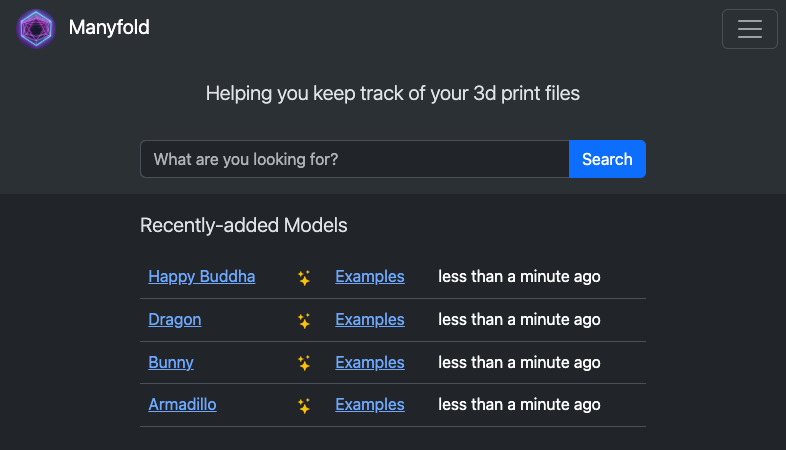 Manyfold
Helping you keep track of your 3d print files
What are you looking for? Search
Recently-added Models
Happy Buddha Examples less than a minute ago
Dragon Examples less than a minute ago
Bunny Examples less than a minute ago
Armadillo Examples less than a minute ago